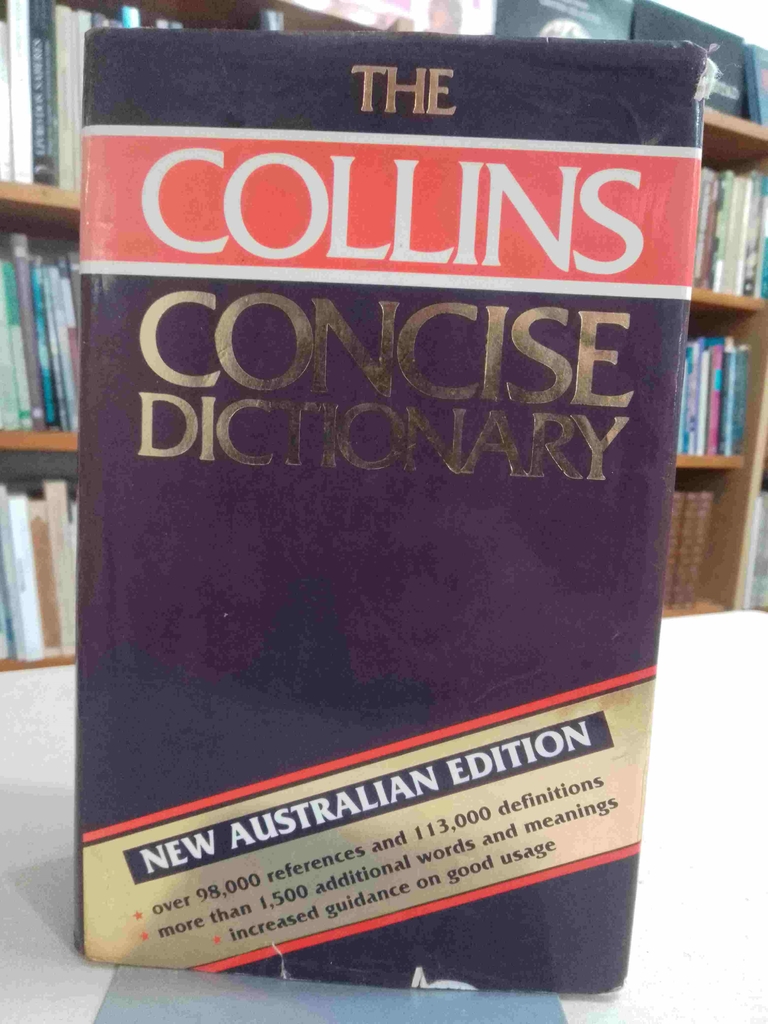 THE
COLLINS
CONCISE
DICTIONARY
NEW AUSTRALIAN EDITION
★ over 98,000 references and 113,000 definitions
★ more than 1,500 additional words and meanings
★ increased guidance on good usage